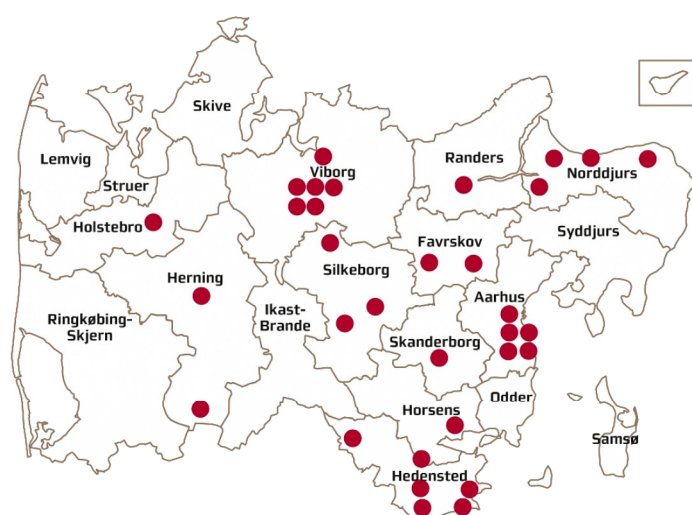 Skive
Lemvig
Struer
Viborg
Randers
Norddjurs
Holstebro
Favrskov
Syddjurs
Herning
Silkeborg
Ringkøbing-
Skjern
Ikast-
Brande
Aarhus
Skanderborg
Horsens
Odder
Samsø
Hedensted